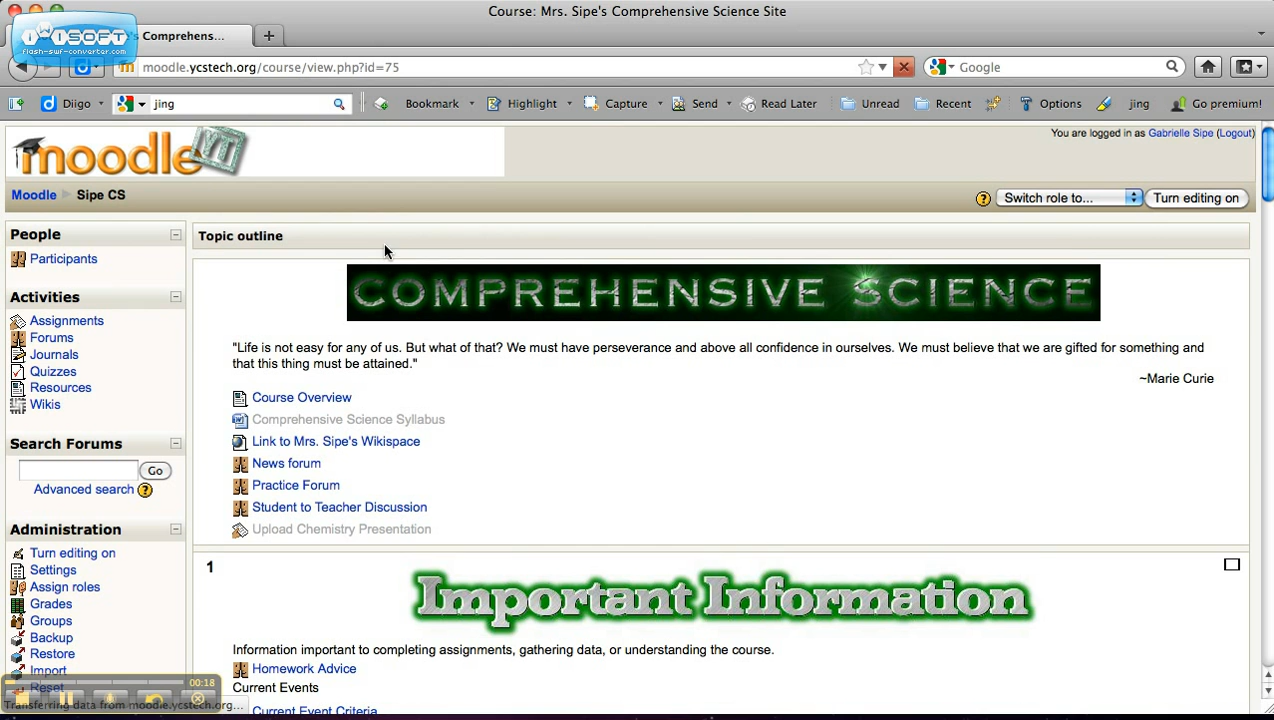 Course: Mrs. Sipe's Comprehensive Science Site
iWiSOFT
flash-swf-converter.com
's Comprehens...
moodle.ycstech.org/course/view.php?id=75
Google
Diigo
jing
Bookmark
Highlight
Capture
Send
Read Later
Unread
Recent
Options
jing
Go premium!
moodle YT
You are logged in as Gabrielle Sipe (Logout)
Moodle Sipe CS
Switch role to...
Turn editing on
People
Participants
Activities
Assignments
Forums
Journals
Quizzes
Resources
Wikis
Search Forums
Go
Advanced search
Administration
Turn editing on
Settings
Assign roles
Grades
Groups
Backup
Restore
Import
Reset
Topic outline
COMPREHENSIVE SCIENCE
"Life is not easy for any of us. But what of that? We must have perseverance and above all confidence in ourselves. We must believe that we are gifted for something and
that this thing must be attained."
~Marie Curie
Course Overview
Comprehensive Science Syllabus
Link to Mrs. Sipe's Wikispace
News forum
Practice Forum
Student to Teacher Discussion
Upload Chemistry Presentation
1
Important Information
Information important to completing assignments, gathering data, or understanding the course.
Homework Advice
Current Events
Current Event Criteria
00:18
Transferring data from moodle.ycstech.org...